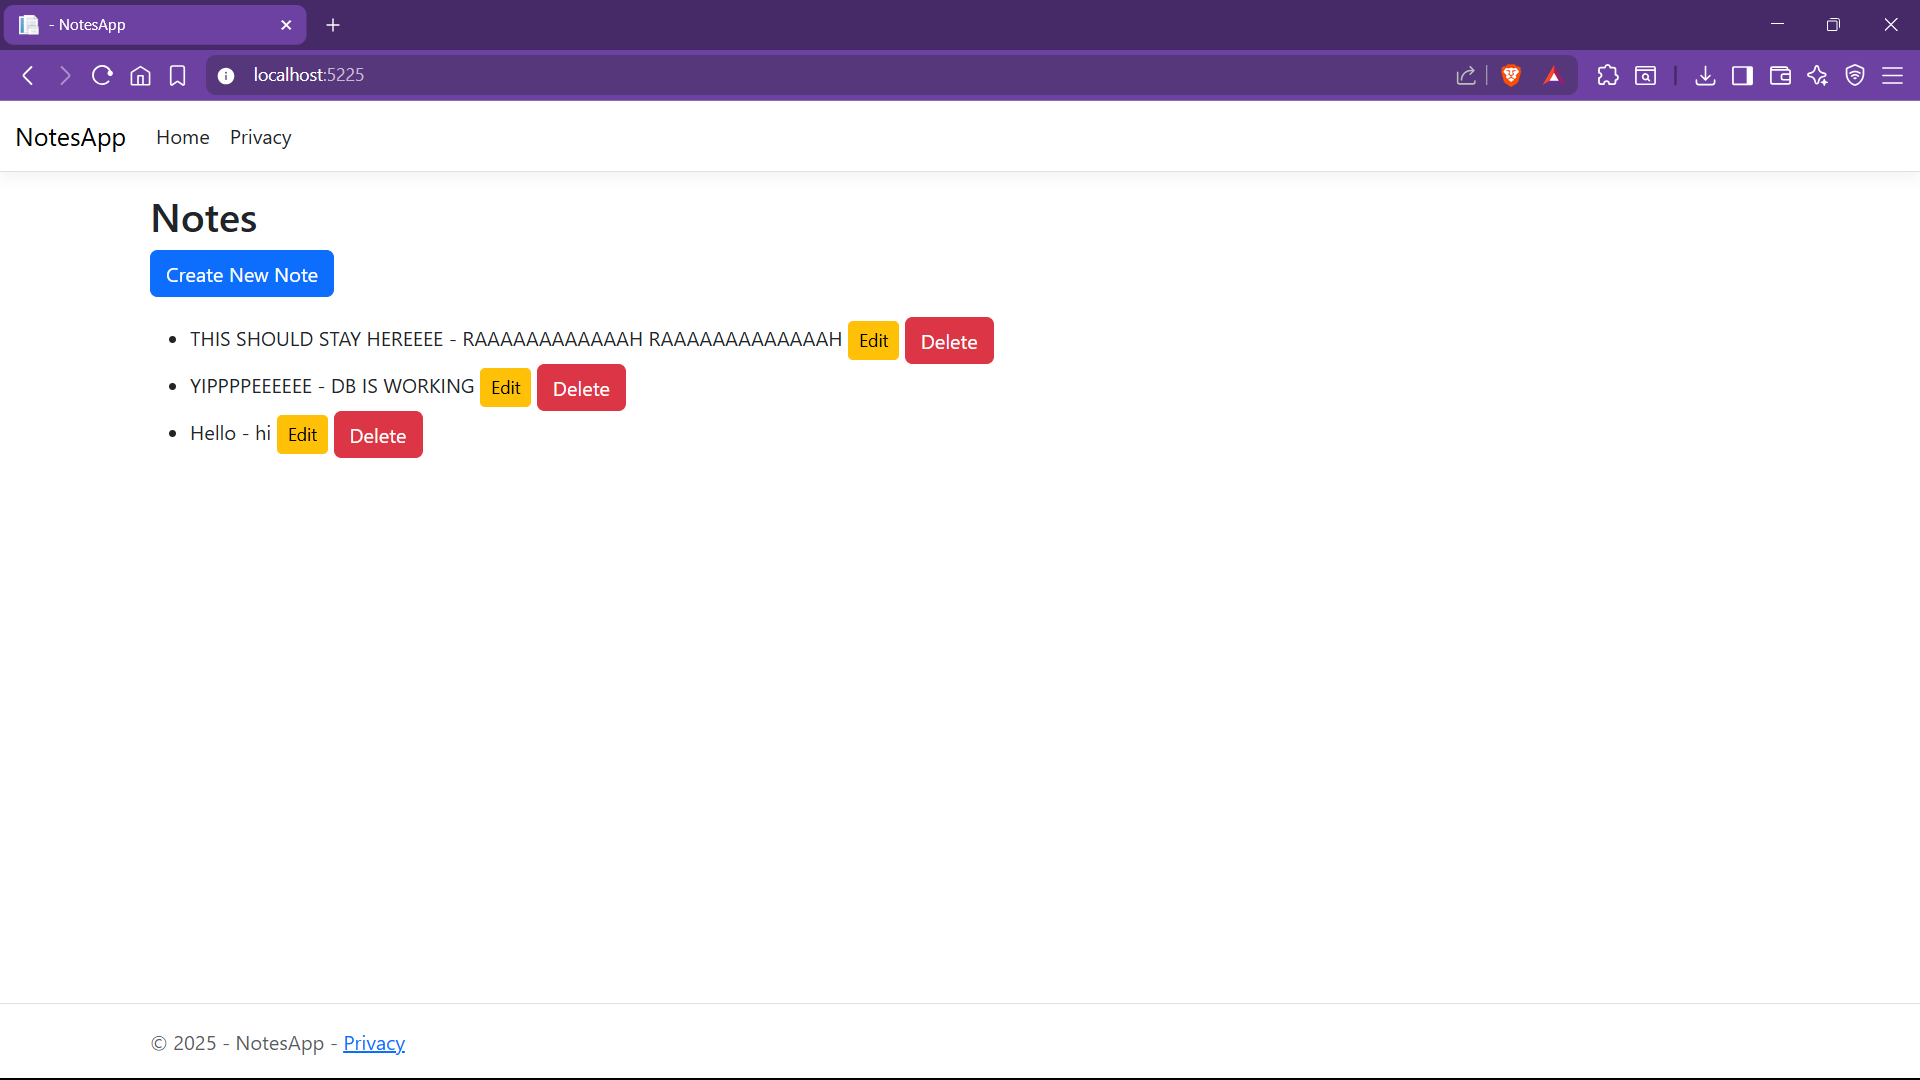 - NotesApp
localhost:5225
NotesApp Home Privacy
Notes
Create New Note
THIS SHOULD STAY HEREEEE - RAAAAAAAAAAAAH RAAAAAAAAAAAAAH Edit Delete
YIPPPPEEEEEE - DB IS WORKING Edit Delete
Hello - hi Edit Delete
© 2025 - NotesApp - Privacy